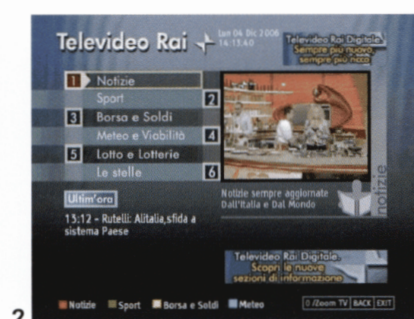 Televideo Rai
Lun 04 Dic 2006
14:13:40
Televideo Rai Digitale.
Sempre più nuovo,
sempre più ricco
1 Notizie
Sport 2
3 Borsa e Soldi
Meteo e Viabilità 4
5 Lotto e Lotterie
Le stelle 6
Ultim'ora
13:12 - Rutelli: Alitalia,sfida a
sistema Paese
Notizie sempre aggiornate
Dall'Italia e Dal Mondo
notizie
Televideo Rai Digitale.
Scopri le nuove
sezioni di informazione
Notizie Sport Borsa e Soldi Meteo
0 /Zoom TV BACK EXIT
2